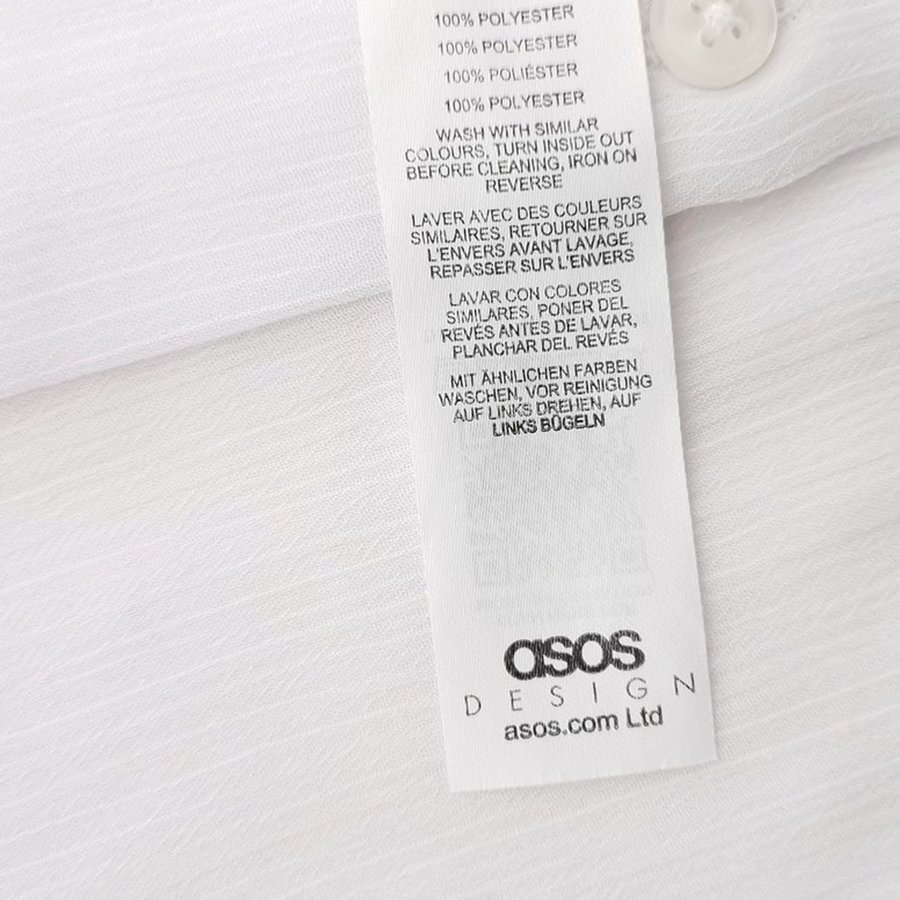 100% POLYESTER
100% POLYESTER
100% POLIÉSTER
100% POLYESTER
WASH WITH SIMILAR
COLOURS, TURN INSIDE OUT
BEFORE CLEANING, IRON ON
REVERSE
LAVER AVEC DES COULEURS
SIMILAIRES, RETOURNER SUR
L'ENVERS AVANT LAVAGE,
REPASSER SUR L'ENVERS
LAVAR CON COLORES
SIMILARES, PONER DEL
REVÉS ANTES DE LAVAR,
PLANCHAR DEL REVÉS
MIT ÄHNLICHEN FARBEN
WASCHEN, VOR REINIGUNG
AUF LINKS DREHEN, AUF
LINKS BÜGELN
asos
DESIGN
asos.com Ltd